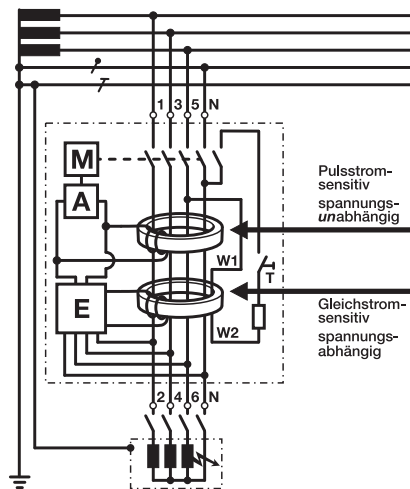 1 3 5 N
M
A
Pulsstrom-
sensitiv
spannungs-
unabhängig
W1
T
E
Gleichstrom-
sensitiv
spannungs-
abhängig
W2
2 4 6 N